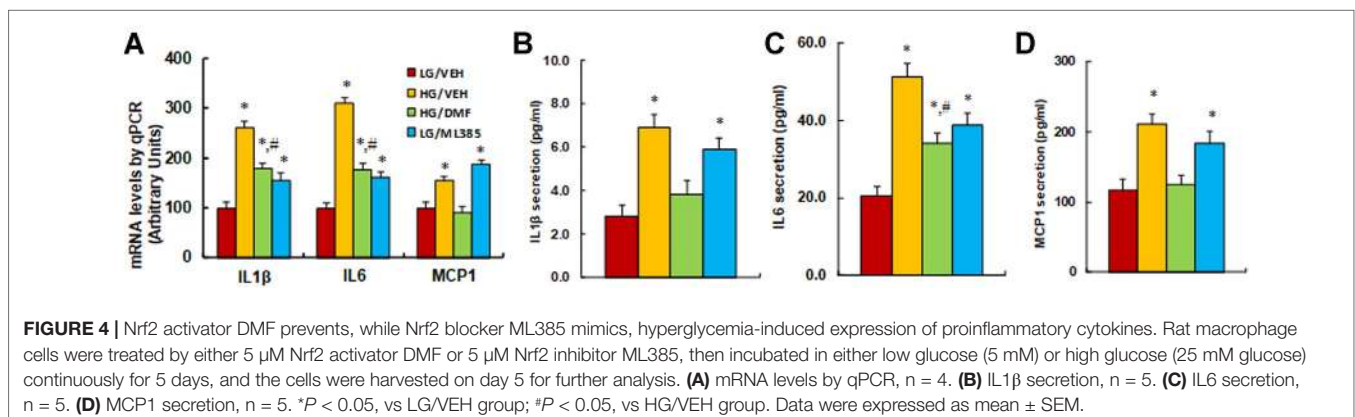 A
B
C
D
mRNA levels by qPCR
(Arbitrary Units)
400
300
200
100
0
LG/VEH
HG/VEH
HG/DMF
LG/ML385
*
*,#
*
*
*,#
*
*
*
IL1β
IL6
MCP1
IL1β secretion (pg/ml)
10.0
8.0
6.0
4.0
2.0
0.0
*
*
IL6 secretion (pg/ml)
60.0
40.0
20.0
0.0
*
*,#
*
MCP1 secretion (pg/ml)
300
200
100
0
*
*
FIGURE 4 | Nrf2 activator DMF prevents, while Nrf2 blocker ML385 mimics, hyperglycemia-induced expression of proinflammatory cytokines. Rat macrophage
cells were treated by either 5 µM Nrf2 activator DMF or 5 µM Nrf2 inhibitor ML385, then incubated in either low glucose (5 mM) or high glucose (25 mM glucose)
continuously for 5 days, and the cells were harvested on day 5 for further analysis. (A) mRNA levels by qPCR, n = 4. (B) IL1β secretion, n = 5. (C) IL6 secretion,
n = 5. (D) MCP1 secretion, n = 5. *P < 0.05, vs LG/VEH group; #P < 0.05, vs HG/VEH group. Data were expressed as mean ± SEM.